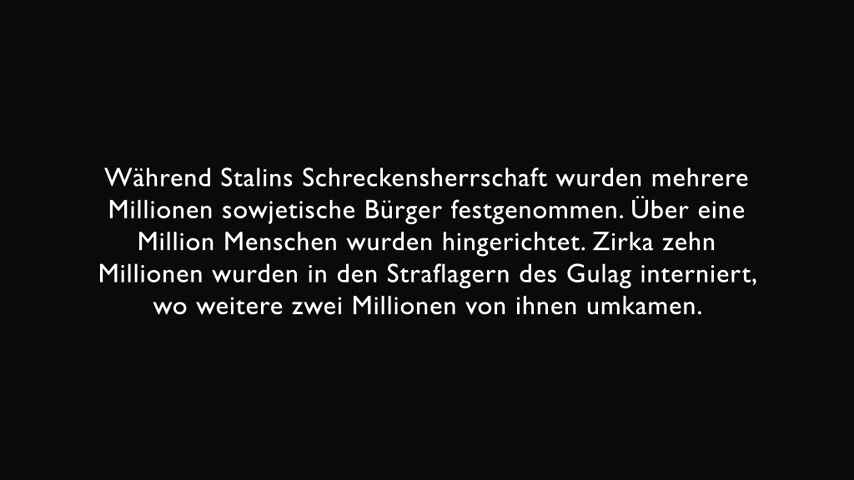 Während Stalins Schreckensherrschaft wurden mehrere
Millionen sowjetische Bürger festgenommen. Über eine
Million Menschen wurden hingerichtet. Zirka zehn
Millionen wurden in den Straflagern des Gulag interniert,
wo weitere zwei Millionen von ihnen umkamen.